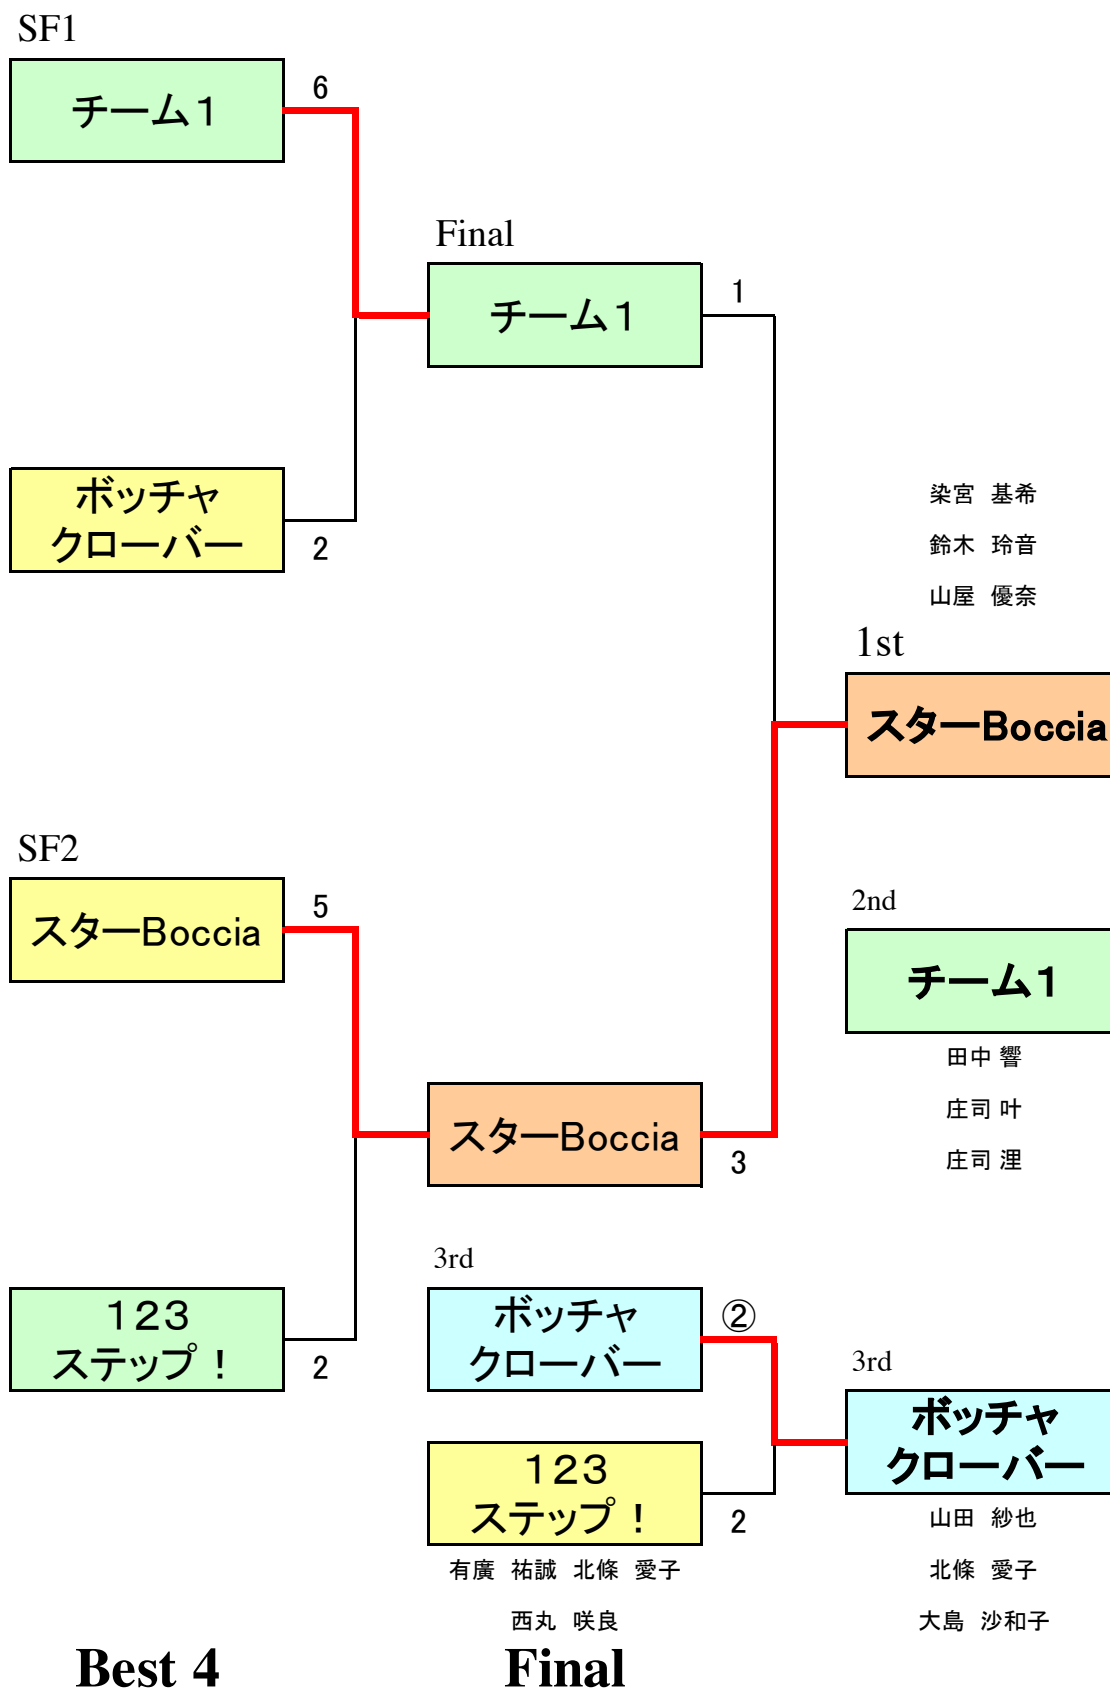 SF1
チーム1
6
Final
チーム1
1
ボッチャ
クローバー
2
染宮　基希
鈴木　玲音
山屋　優奈
1st
スターBoccia
SF2
スターBoccia
5
2nd
チーム1
田中 響
庄司 叶
庄司 浬
スターBoccia
3
3rd
ボッチャ
クローバー
②
123
ステップ！
2
3rd
ボッチャ
クローバー
123
ステップ！
2
山田　紗也
有廣　祐誠　北條　愛子
北條　愛子
西丸　咲良
大島　沙和子
Best 4
Final